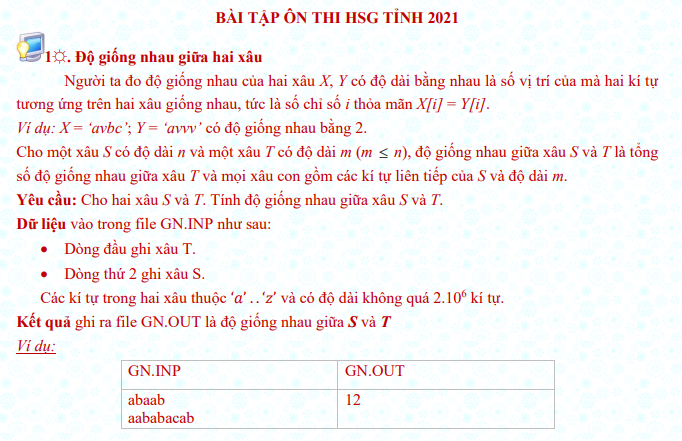 BÀI TẬP ÔN THI HSG TỈNH 2021
1☼. Độ giống nhau giữa hai xâu
Người ta đo độ giống nhau của hai xâu X, Y có độ dài bằng nhau là số vị trí của mà hai kí tự
tương ứng trên hai xâu giống nhau, tức là số chỉ số i thỏa mãn X[i] = Y[i].
Ví dụ: X = ‘avbc’; Y = ‘avvv’ có độ giống nhau bằng 2.
Cho một xâu S có độ dài n và một xâu T có độ dài m (m ≤ n), độ giống nhau giữa xâu S và T là tổng
số độ giống nhau giữa xâu T và mọi xâu con gồm các kí tự liên tiếp của S và độ dài m.
Yêu cầu: Cho hai xâu S và T. Tính độ giống nhau giữa xâu S và T.
Dữ liệu vào trong file GN.INP như sau:
• Dòng đầu ghi xâu T.
• Dòng thứ 2 ghi xâu S.
Các kí tự trong hai xâu thuộc ‘a’ . . ‘z’ và có độ dài không quá 2.10⁶ kí tự.
Kết quả ghi ra file GN.OUT là độ giống nhau giữa S và T
Ví dụ:
GN.INP GN.OUT
abaab 12
aababacab